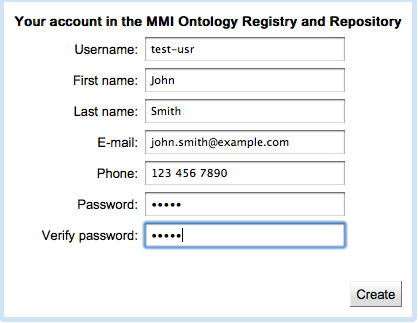 Your account in the MMI Ontology Registry and Repository
Username: test-usr
First name: John
Last name: Smith
E-mail: john.smith@example.com
Phone: 123 456 7890
Password: •••••
Verify password: •••••
Create